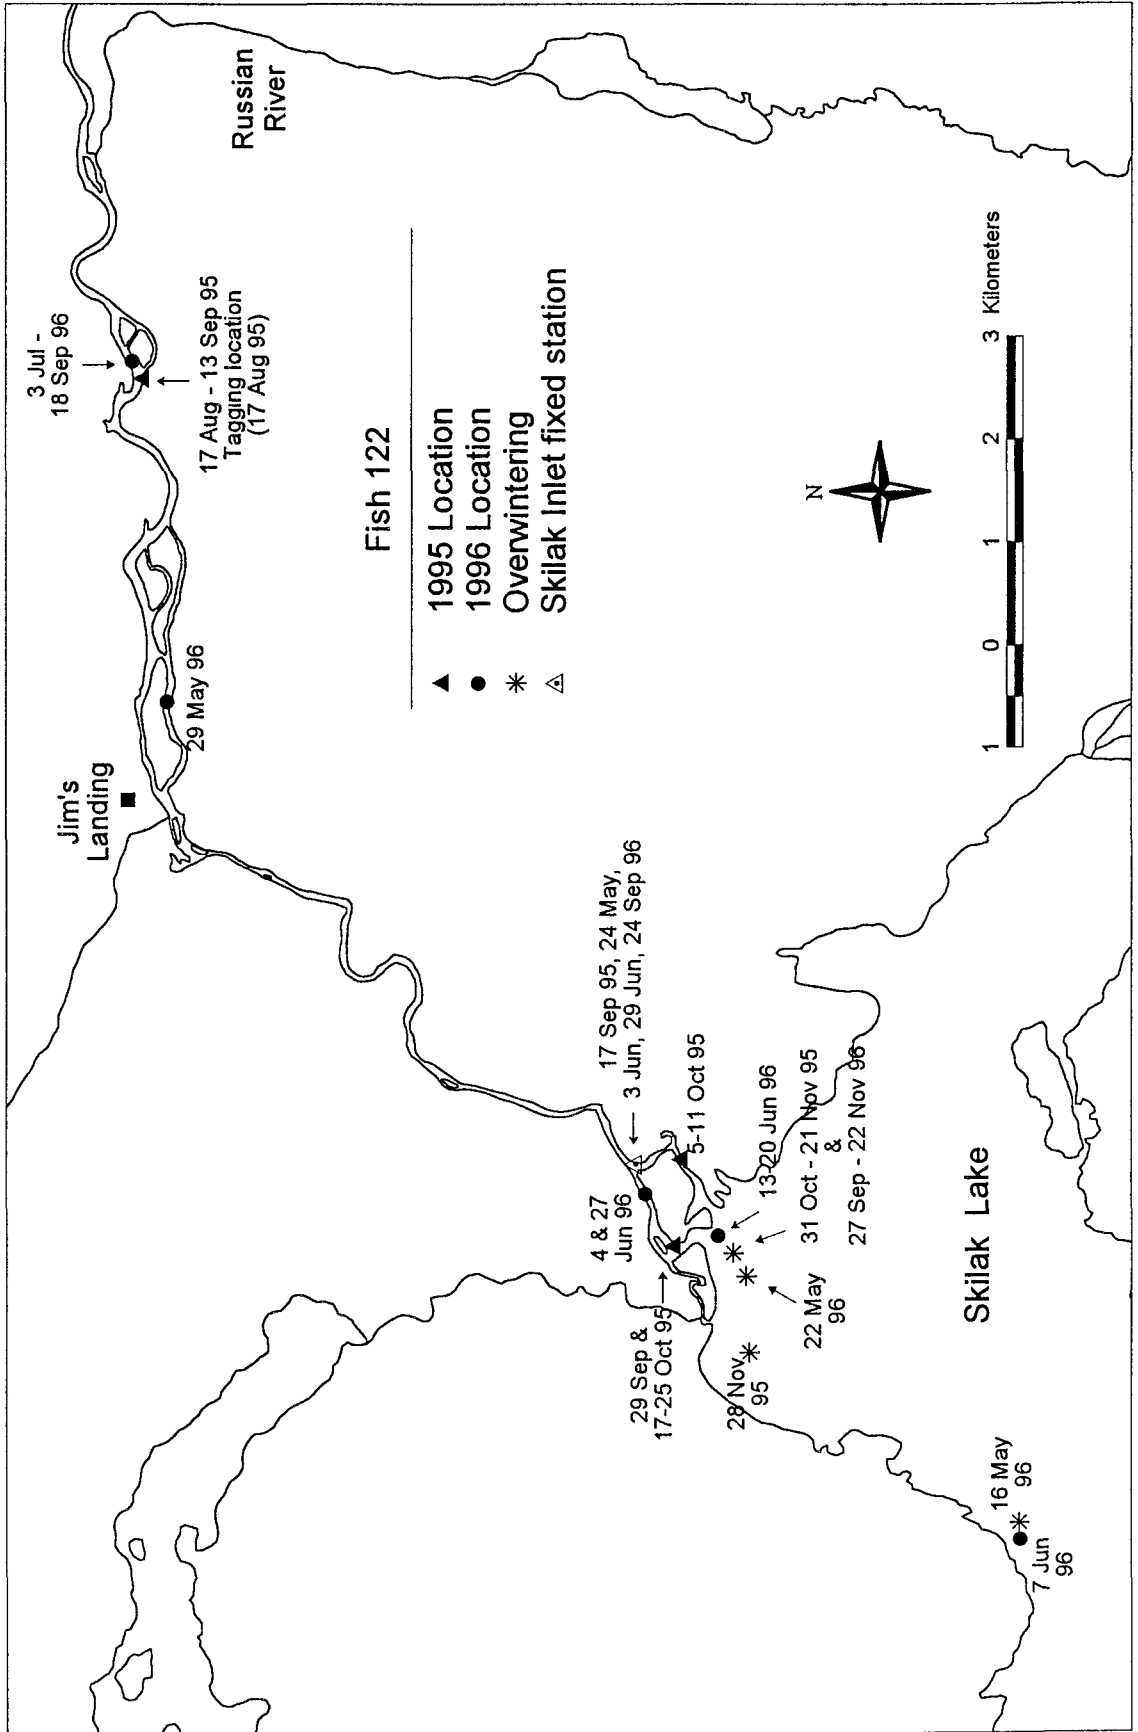 Russian
River
3 Jul -
18 Sep 96
17 Aug - 13 Sep 95
Tagging location
(17 Aug 95)
29 May 96
Jim's
Landing
Fish 122
1995 Location
1996 Location
Overwintering
Skilak Inlet fixed station
N
1 0 1 2 3 Kilometers
17 Sep 95, 24 May,
3 Jun, 29 Jun, 24 Sep 96
5-11 Oct 95
4 & 27
Jun 96
13-20 Jun 96
31 Oct - 21 Nov 95
&
27 Sep - 22 Nov 96
29 Sep &
17-25 Oct 95
22 May
96
28 Nov
95
Skilak Lake
16 May
96
7 Jun
96